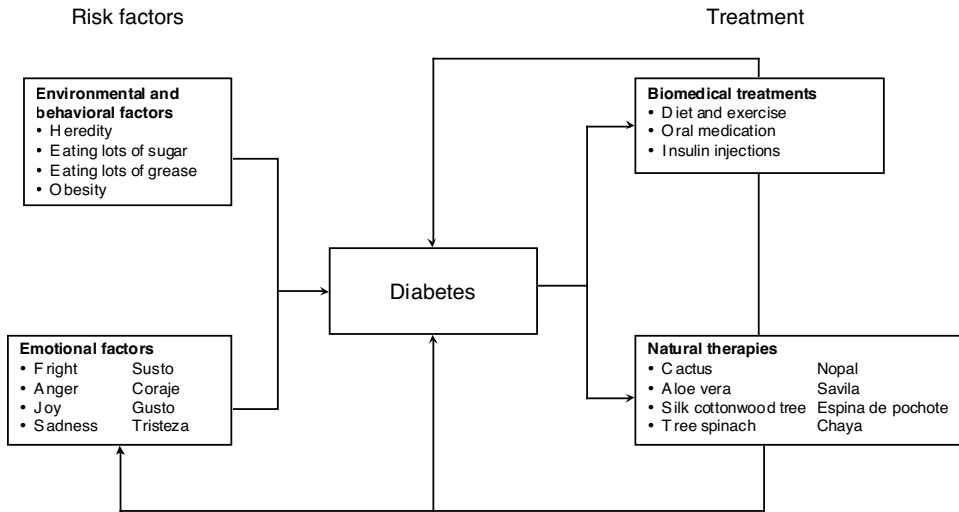 Risk factors
Treatment
Environmental and
behavioral factors
• Heredity
• Eating lots of sugar
• Eating lots of grease
• Obesity
Biomedical treatments
• Diet and exercise
• Oral medication
• Insulin injections
Diabetes
Emotional factors
• Fright Susto
• Anger Coraje
• Joy Gusto
• Sadness Tristeza
Natural therapies
• Cactus Nopal
• Aloe vera Savila
• Silk cottonwood tree Espina de pochote
• Tree spinach Chaya